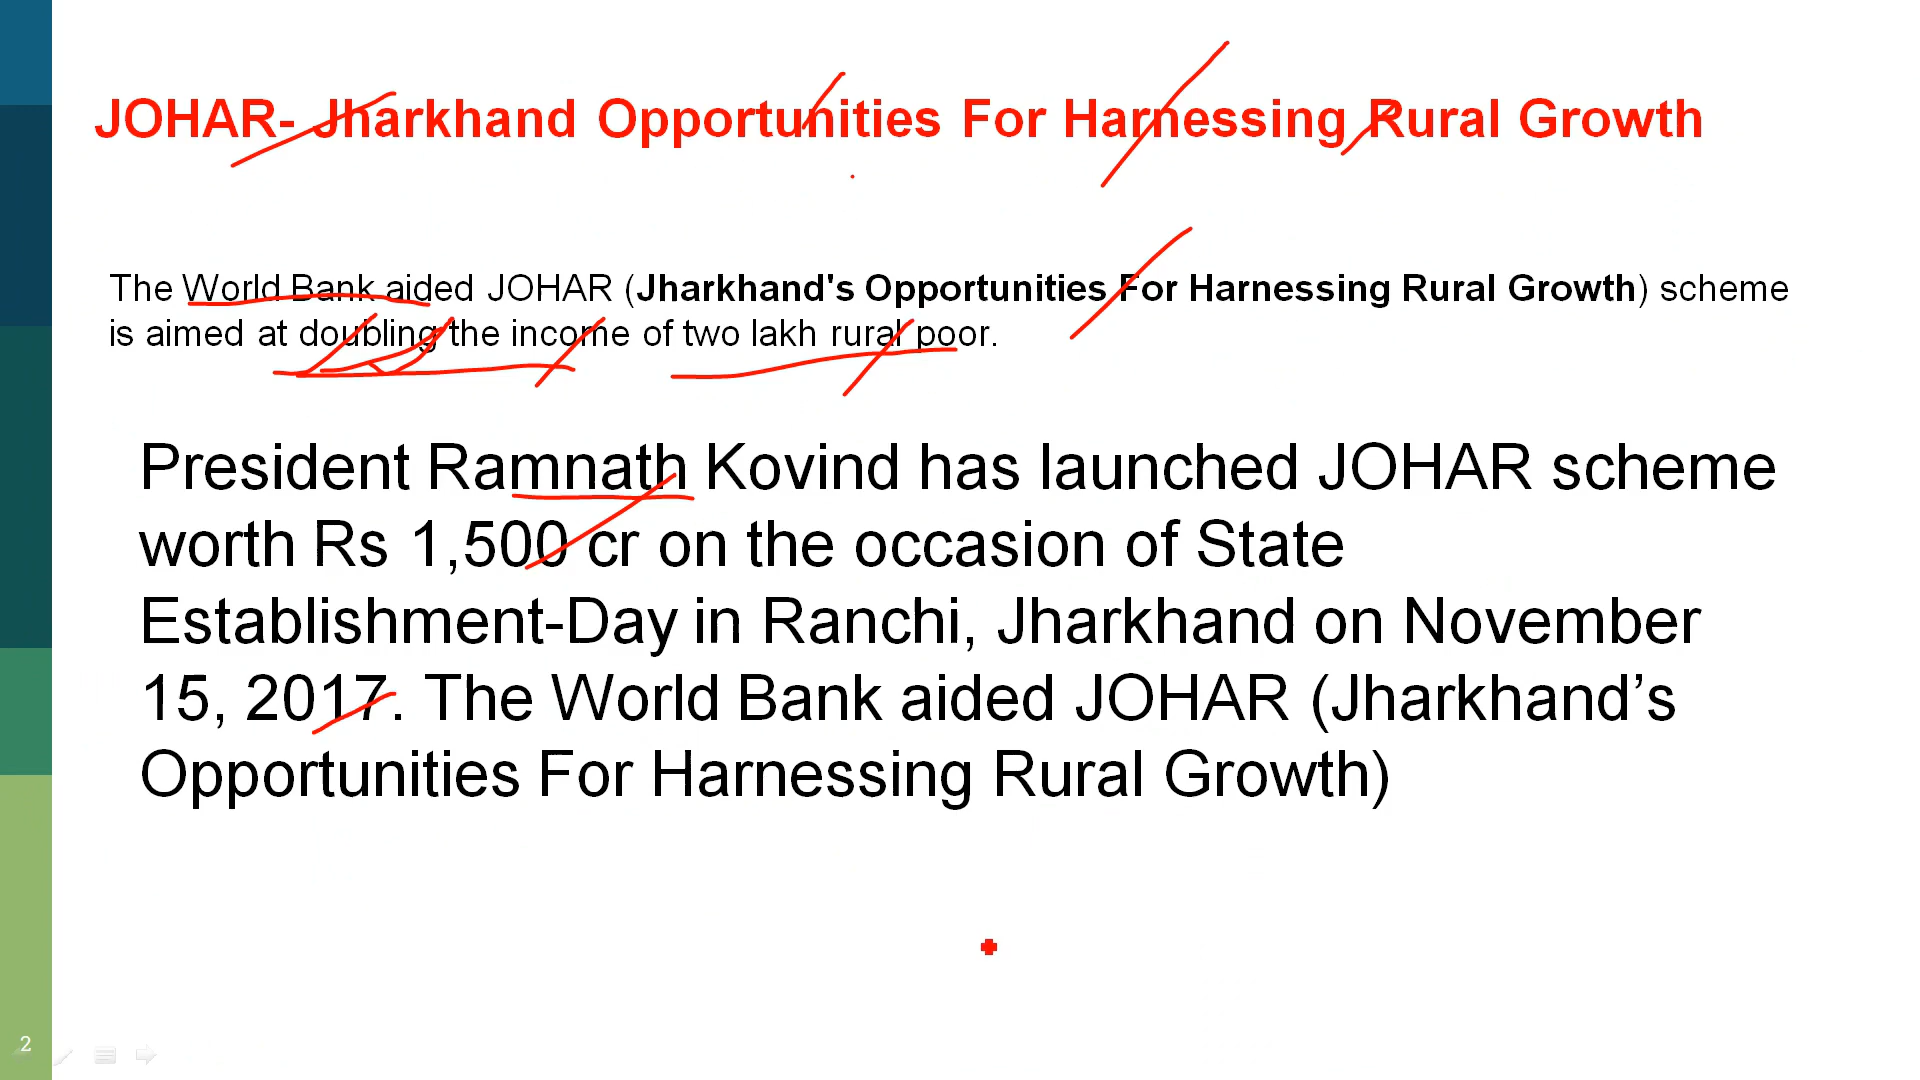 JOHAR- Jharkhand Opportunities For Harnessing Rural Growth
The World Bank aided JOHAR (Jharkhand's Opportunities For Harnessing Rural Growth) scheme
is aimed at doubling the income of two lakh rural poor.
President Ramnath Kovind has launched JOHAR scheme
worth Rs 1,500 cr on the occasion of State
Establishment-Day in Ranchi, Jharkhand on November
15, 2017. The World Bank aided JOHAR (Jharkhand’s
Opportunities For Harnessing Rural Growth)
2